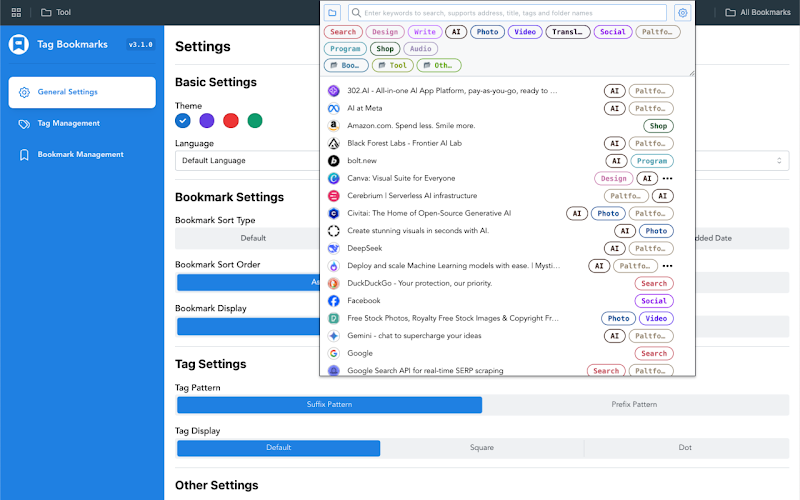 Tool
All Bookmarks
Tag Bookmarks
v3.1.0
General Settings
Tag Management
Bookmark Management
Settings
Basic Settings
Theme
Language
Default Language
Bookmark Settings
Bookmark Sort Type
Default
dded Date
Bookmark Sort Order
As
Bookmark Display
Tag Settings
Tag Pattern
Suffix Pattern
Prefix Pattern
Tag Display
Default
Square
Dot
Other Settings
Enter keywords to search, supports address, title, tags and folder names
Search Design Write AI Photo Video Transl… Social Paltfo…
Program Shop Audio
Boo… Tool Oth…
302.AI - All-in-one AI App Platform, pay-as-you-go, ready to … AI Paltfo…
AI at Meta AI Paltfo…
Amazon.com. Spend less. Smile more. Shop
Black Forest Labs - Frontier AI Lab AI Paltfo…
bolt.new AI Program
Canva: Visual Suite for Everyone Design AI •••
Cerebrium | Serverless AI infrastructure Paltfo… AI
Civitai: The Home of Open-Source Generative AI AI Photo Paltfo…
Create stunning visuals in seconds with AI. AI Photo
DeepSeek AI Paltfo…
Deploy and scale Machine Learning models with ease. | Mysti… AI Paltfo… •••
DuckDuckGo - Your protection, our priority. Search
Facebook Social
Free Stock Photos, Royalty Free Stock Images & Copyright Fr… Photo Video
Gemini - chat to supercharge your ideas AI Paltfo…
Google Search
Google Search API for real-time SERP scraping Search Paltfo…